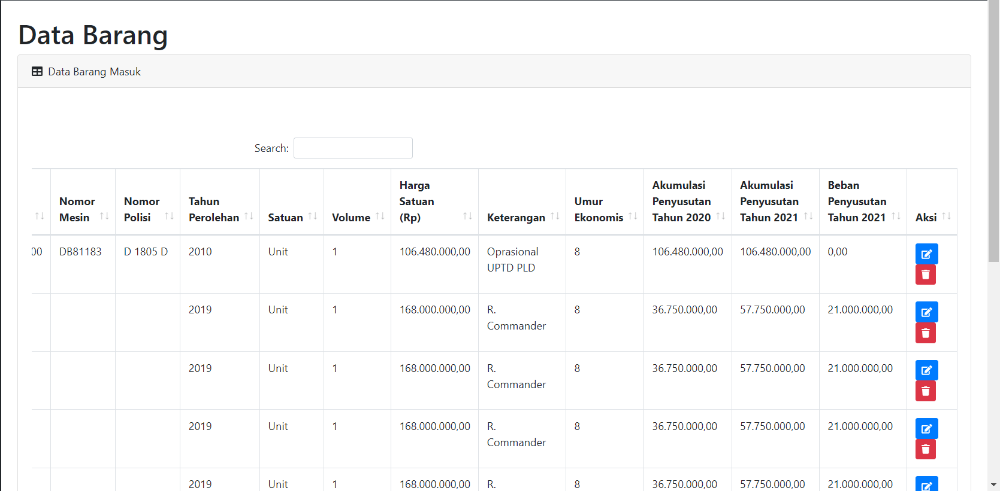 Data Barang
Data Barang Masuk
Search:
Nomor Mesin Nomor Polisi Tahun Perolehan Satuan Volume Harga Satuan (Rp) Keterangan Umur Ekonomis Akumulasi Penyusutan Tahun 2020 Akumulasi Penyusutan Tahun 2021 Beban Penyusutan Tahun 2021 Aksi
00 DB81183 D 1805 D 2010 Unit 1 106.480.000,00 Oprasional UPTD PLD 8 106.480.000,00 106.480.000,00 0,00
2019 Unit 1 168.000.000,00 R. Commander 8 36.750.000,00 57.750.000,00 21.000.000,00
2019 Unit 1 168.000.000,00 R. Commander 8 36.750.000,00 57.750.000,00 21.000.000,00
2019 Unit 1 168.000.000,00 R. Commander 8 36.750.000,00 57.750.000,00 21.000.000,00
2019 Unit 1 168.000.000,00 R. 8 36.750.000,00 57.750.000,00 21.000.000,00